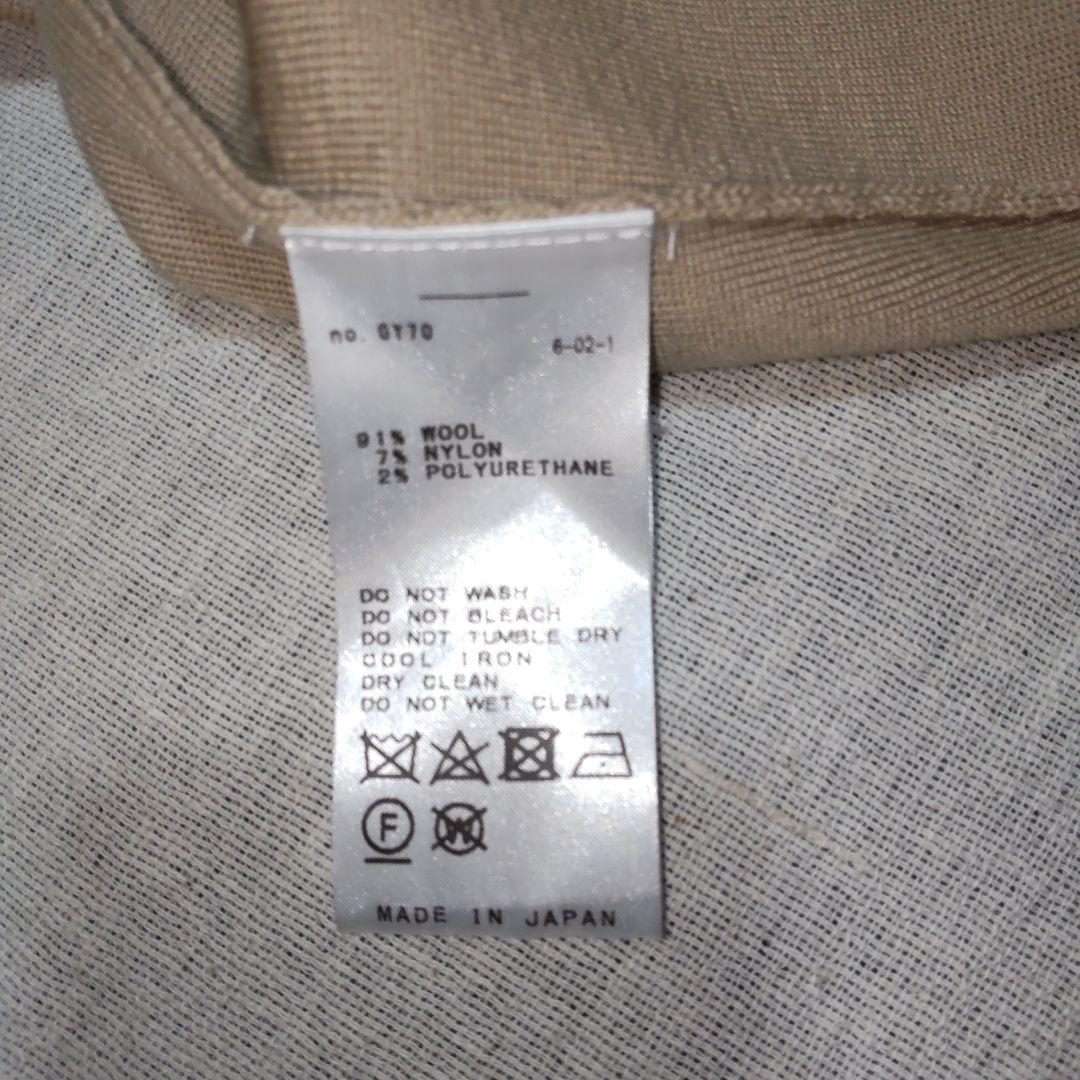 no. GY70
6-02-1
91% WOOL
7% NYLON
2% POLYURETHANE
DO NOT WASH
DO NOT BLEACH
DO NOT TUMBLE DRY
COOL IRON
DRY CLEAN
DO NOT WET CLEAN
F W
MADE IN JAPAN